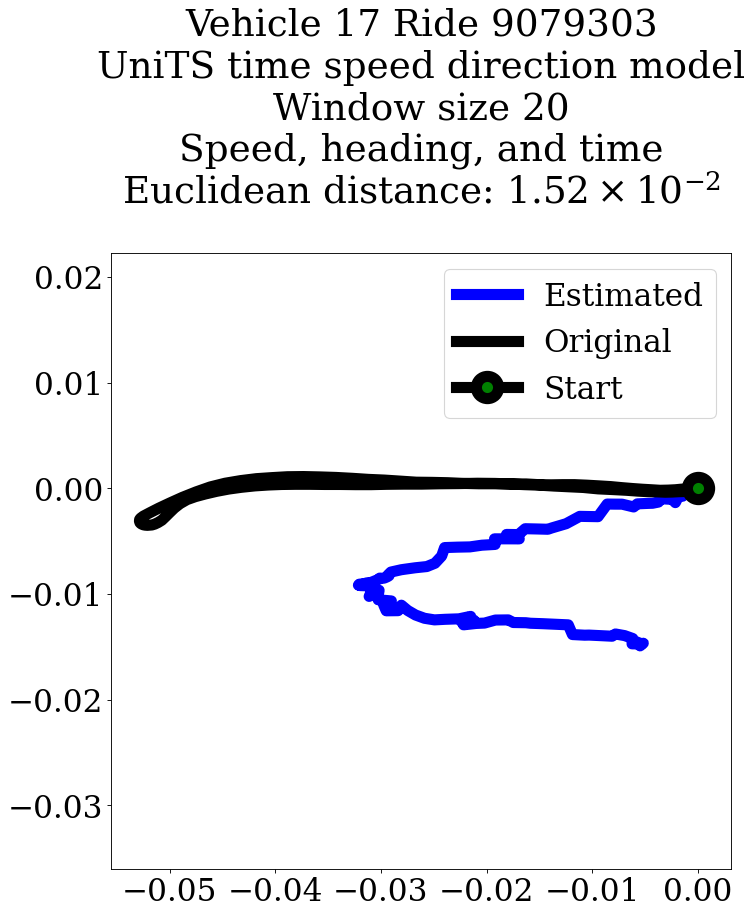 Vehicle 17 Ride 9079303
UniTS time speed direction model
Window size 20
Speed, heading, and time
Euclidean distance: 1.52 × 10⁻²
0.02
0.01
0.00
−0.01
−0.02
−0.03
Estimated
Original
Start
−0.05 −0.04 −0.03 −0.02 −0.01 0.00